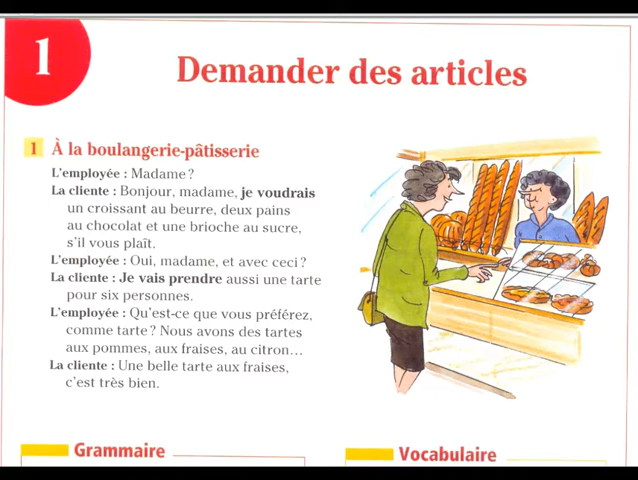 1
Demander des articles
1 À la boulangerie-pâtisserie
L'employée : Madame ?
La cliente : Bonjour, madame, je voudrais
un croissant au beurre, deux pains
au chocolat et une brioche au sucre,
s'il vous plaît.
L'employée : Oui, madame, et avec ceci ?
La cliente : Je vais prendre aussi une tarte
pour six personnes.
L'employée : Qu'est-ce que vous préférez,
comme tarte ? Nous avons des tartes
aux pommes, aux fraises, au citron...
La cliente : Une belle tarte aux fraises,
c'est très bien.
Grammaire
Vocabulaire